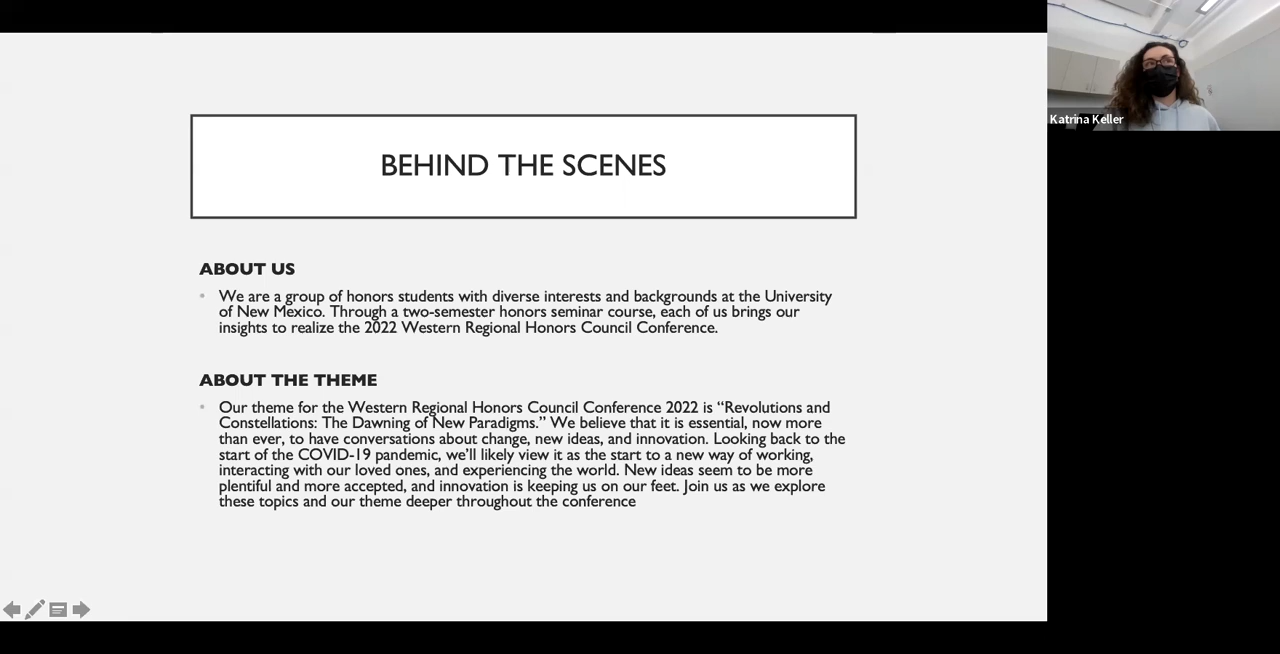 BEHIND THE SCENES
ABOUT US
• We are a group of honors students with diverse interests and backgrounds at the University
of New Mexico. Through a two-semester honors seminar course, each of us brings our
insights to realize the 2022 Western Regional Honors Council Conference.
ABOUT THE THEME
• Our theme for the Western Regional Honors Council Conference 2022 is “Revolutions and
Constellations: The Dawning of New Paradigms.” We believe that it is essential, now more
than ever, to have conversations about change, new ideas, and innovation. Looking back to the
start of the COVID-19 pandemic, we’ll likely view it as the start to a new way of working,
interacting with our loved ones, and experiencing the world. New ideas seem to be more
plentiful and more accepted, and innovation is keeping us on our feet. Join us as we explore
these topics and our theme deeper throughout the conference
Katrina Keller